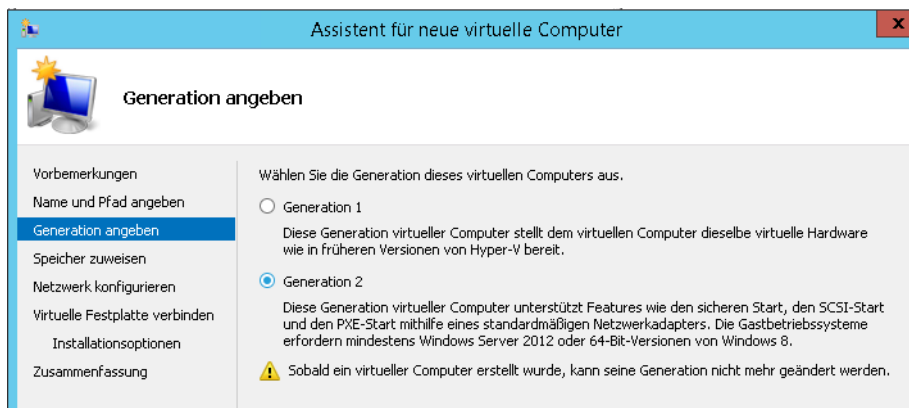 Assistent für neue virtuelle Computer
x
Generation angeben
Vorbemerkungen
Name und Pfad angeben
Generation angeben
Speicher zuweisen
Netzwerk konfigurieren
Virtuelle Festplatte verbinden
Installationsoptionen
Zusammenfassung
Wählen Sie die Generation dieses virtuellen Computers aus.
Generation 1
Diese Generation virtueller Computer stellt dem virtuellen Computer dieselbe virtuelle Hardware
wie in früheren Versionen von Hyper-V bereit.
Generation 2
Diese Generation virtueller Computer unterstützt Features wie den sicheren Start, den SCSI-Start
und den PXE-Start mithilfe eines standardmäßigen Netzwerkadapters. Die Gastbetriebssysteme
erfordern mindestens Windows Server 2012 oder 64-Bit-Versionen von Windows 8.
Sobald ein virtueller Computer erstellt wurde, kann seine Generation nicht mehr geändert werden.